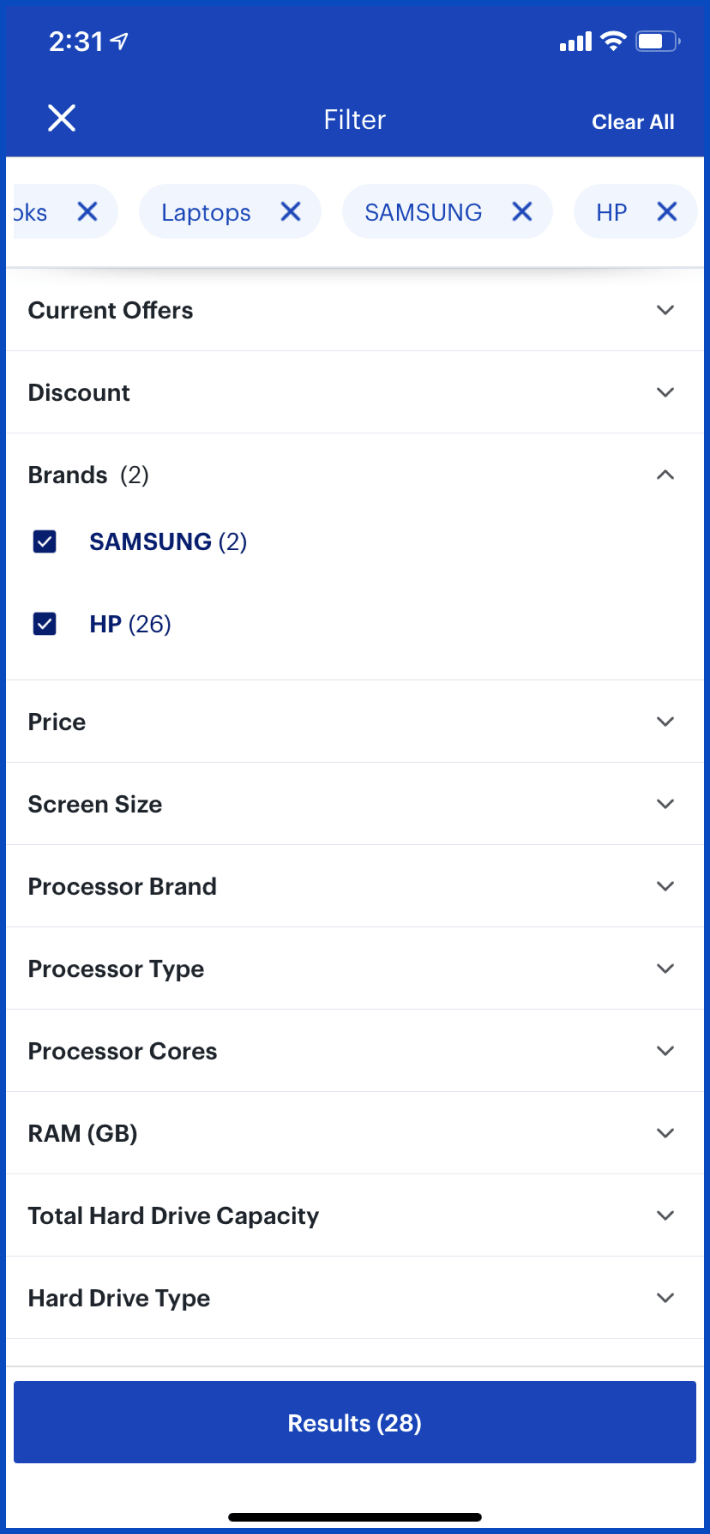 2:31
Filter
Clear All
oks
Laptops
SAMSUNG
HP
Current Offers
Discount
Brands (2)
SAMSUNG (2)
HP (26)
Price
Screen Size
Processor Brand
Processor Type
Processor Cores
RAM (GB)
Total Hard Drive Capacity
Hard Drive Type
Results (28)